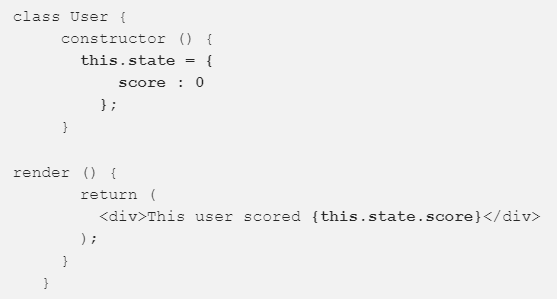 class User {
     constructor () {
       this.state = {
           score : 0
         };
     }

render () {
       return (
         <div>This user scored {this.state.score}</div>
       );
     }
   }